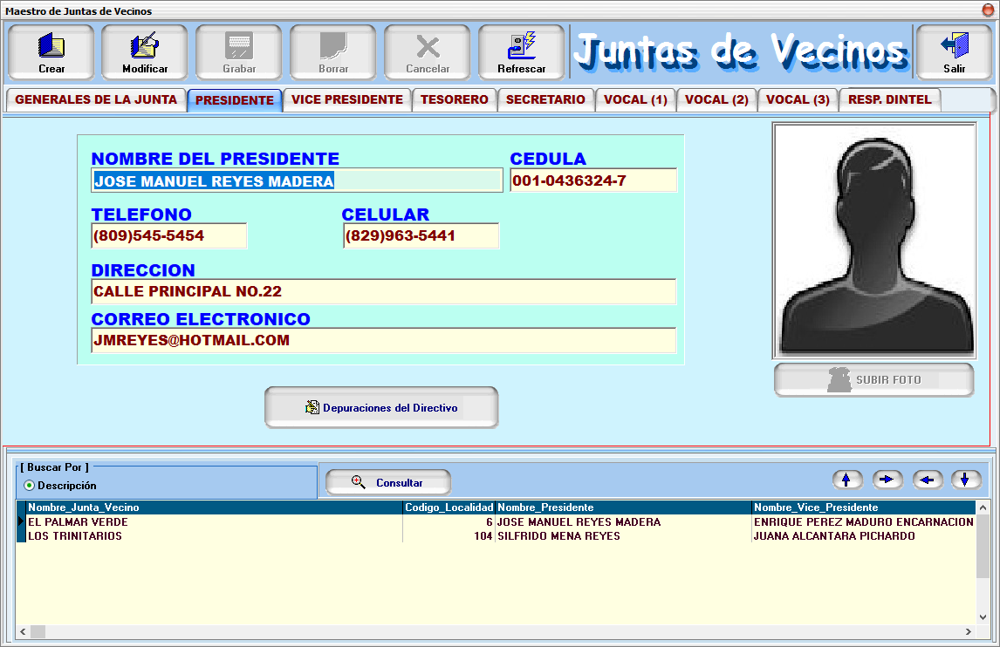 Maestro de Juntas de Vecinos
Crear Modificar Grabar Borrar Cancelar Refrescar Juntas de Vecinos Salir
GENERALES DE LA JUNTA PRESIDENTE VICE PRESIDENTE TESORERO SECRETARIO VOCAL (1) VOCAL (2) VOCAL (3) RESP. DINTEL
NOMBRE DEL PRESIDENTE CEDULA
JOSE MANUEL REYES MADERA 001-0436324-7
TELEFONO CELULAR
(809)545-5454 (829)963-5441
DIRECCION
CALLE PRINCIPAL NO.22
CORREO ELECTRONICO
JMREYES@HOTMAIL.COM
SUBIR FOTO
Depuraciones del Directivo
[ Buscar Por ]
Descripción Consultar
Nombre_Junta_Vecino Codigo_Localidad Nombre_Presidente Nombre_Vice_Presidente
EL PALMAR VERDE 6 JOSE MANUEL REYES MADERA ENRIQUE PEREZ MADURO ENCARNACION
LOS TRINITARIOS 104 SILFRIDO MENA REYES JUANA ALCANTARA PICHARDO